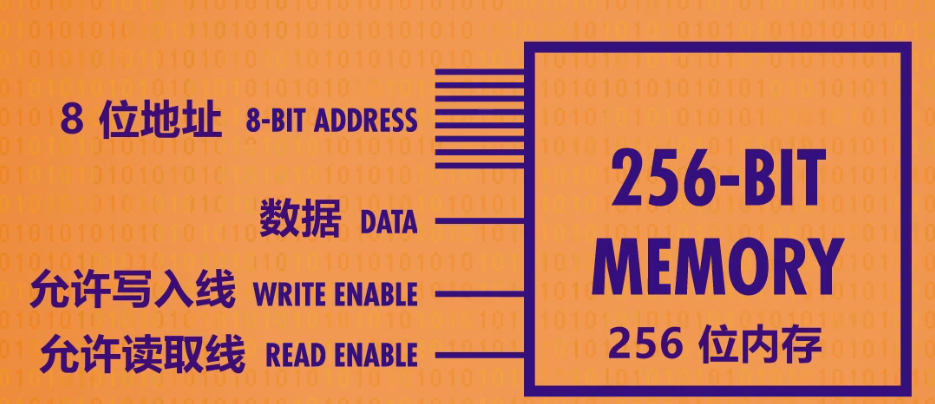 8 位地址 8-BIT ADDRESS
数据 DATA
允许写入线 WRITE ENABLE
允许读取线 READ ENABLE
256-BIT
MEMORY
256 位内存